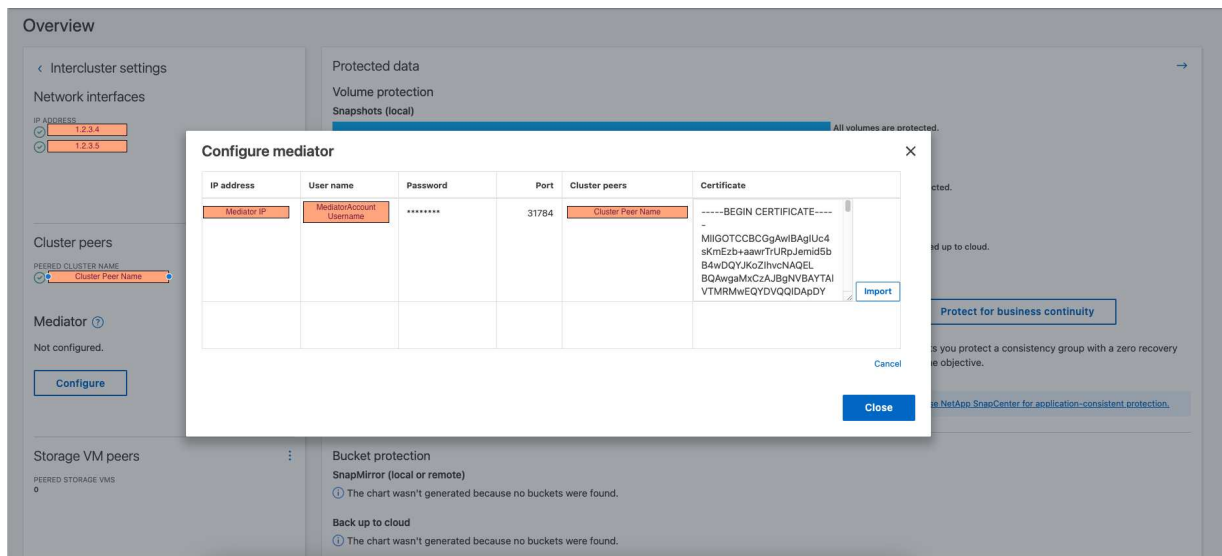 Overview
Intercluster settings
Network interfaces
IP ADDRESS
1.2.3.4
1.2.3.5
Cluster peers
PEERED CLUSTER NAME
Cluster Peer Name
Mediator
Not configured.
Configure
Storage VM peers
PEERED STORAGE VMS
0
Protected data
Volume protection
Snapshots (local)
All volumes are protected.
cted.
ed up to cloud.
Protect for business continuity
s you protect a consistency group with a zero recovery
e objective.
se NetApp SnapCenter for application-consistent protection.
Bucket protection
SnapMirror (local or remote)
The chart wasn't generated because no buckets were found.
Back up to cloud
The chart wasn't generated because no buckets were found.
Configure mediator
IP address User name Password Port Cluster peers Certificate
Mediator IP
MediatorAccount
Username
********
31784
Cluster Peer Name
-----BEGIN CERTIFICATE----
-
MIIGOTCCBCGgAwIBAgIUc4
sKmEzb+aawrTrURpJemid5b
B4wDQYJKoZIhvcNAQEL
BQAwgaMxCzAJBgNVBAYTAl
VTMRMwEQYDVQQIDApDY
Import
Cancel
Close